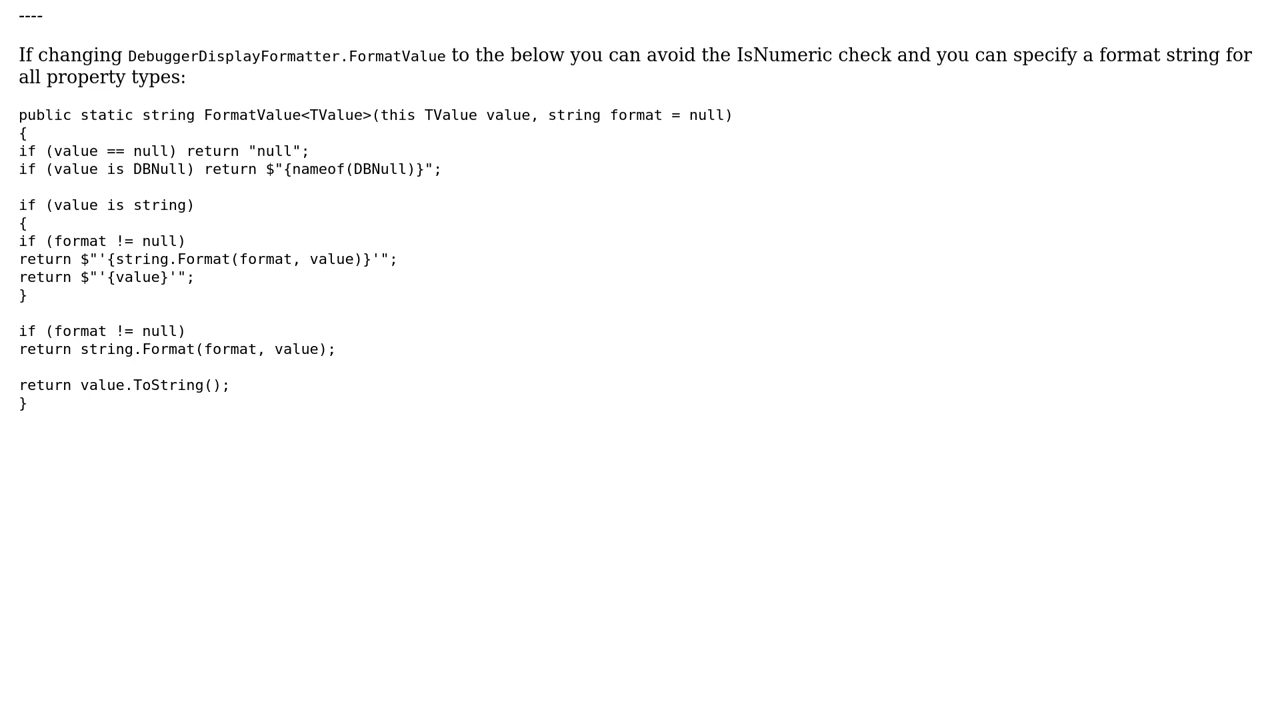 ----
If changing DebuggerDisplayFormatter.FormatValue to the below you can avoid the IsNumeric check and you can specify a format string for
all property types:
public static string FormatValue<TValue>(this TValue value, string format = null)
{
if (value == null) return "null";
if (value is DBNull) return $"{nameof(DBNull)}";
if (value is string)
{
if (format != null)
return $"'{string.Format(format, value)}'";
return $"'{value}'";
}
if (format != null)
return string.Format(format, value);
return value.ToString();
}